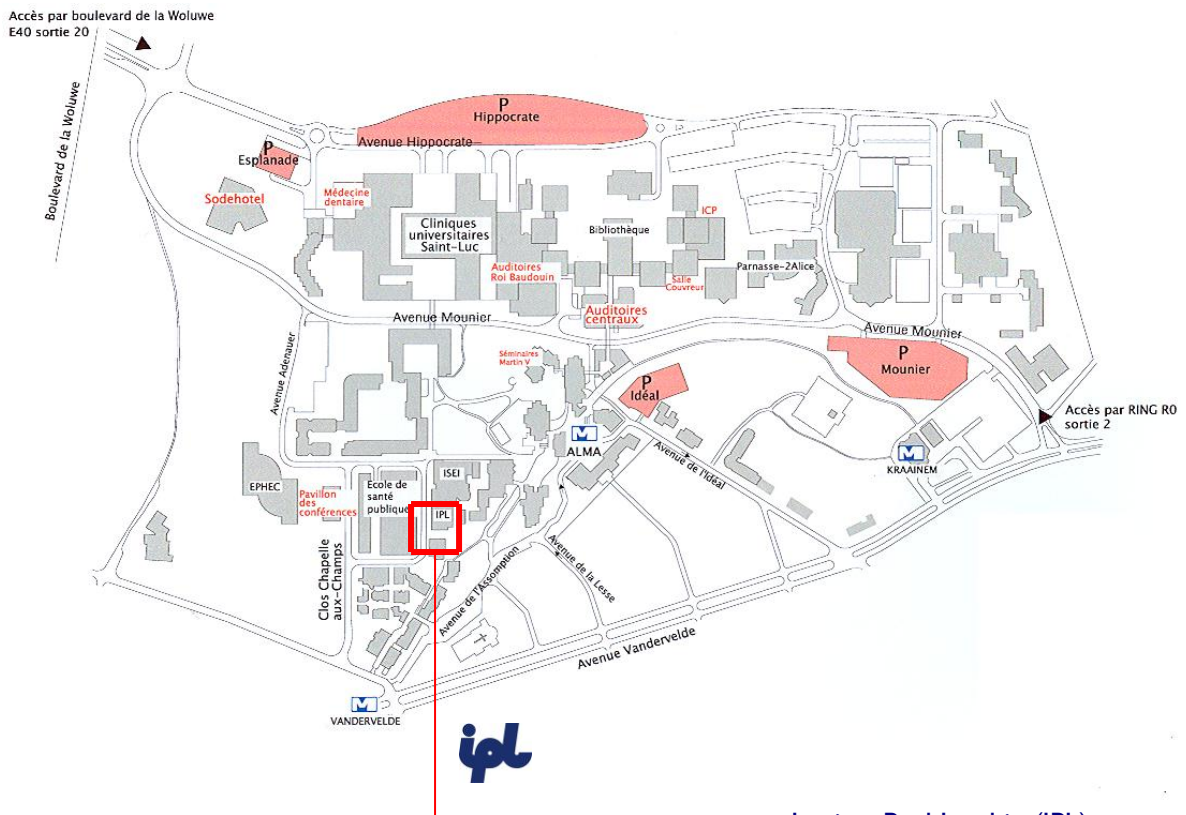 Accès par boulevard de la Woluwe
E40 sortie 20
Boulevard de la Woluwe
P
Hippocrate
Avenue Hippocrate
P
Esplanade
Sodehotel
Médecine
dentaire
Cliniques
universitaires
Saint-Luc
Bibliothèque
ICP
Auditoires
Roi Baudouin
Salle
Couvreur
Parnasse-2Alice
Auditoires
centraux
Avenue Mounier
Avenue Mounier
Avenue Adenauer
Séminaires
Martin V
P
Idéal
P
Mounier
Accès par RING R0
sortie 2
M
ALMA
Avenue de l'Idéal
M
KRAAINEM
EPHEC
Pavillon
des
conférences
Ecole de
santé
publique
ISEI
IPL
Clos Chapelle
aux-Champs
Avenue de l'Assomption
Avenue de la Lesse
Avenue Vandervelde
M
VANDERVELDE
ipl